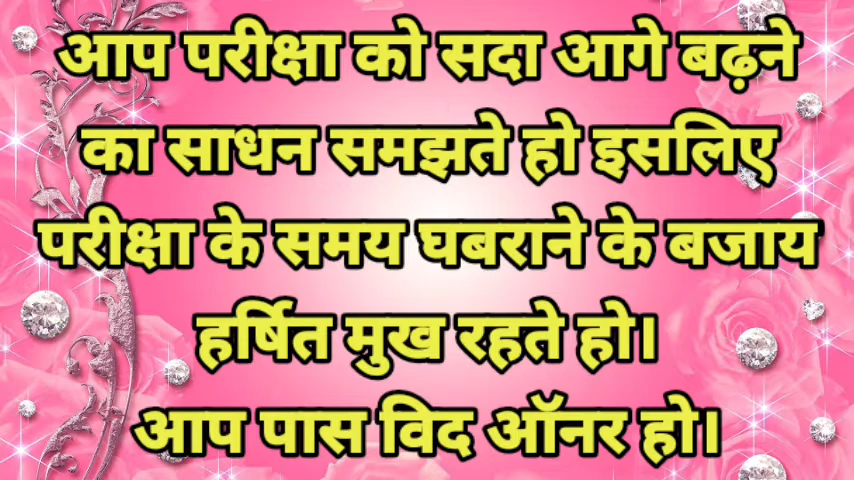 आप परीक्षा को सदा आगे बढ़ने
का साधन समझते हो इसलिए
परीक्षा के समय घबराने के बजाय
हर्षित मुख रहते हो।
आप पास विद ऑनर हो।